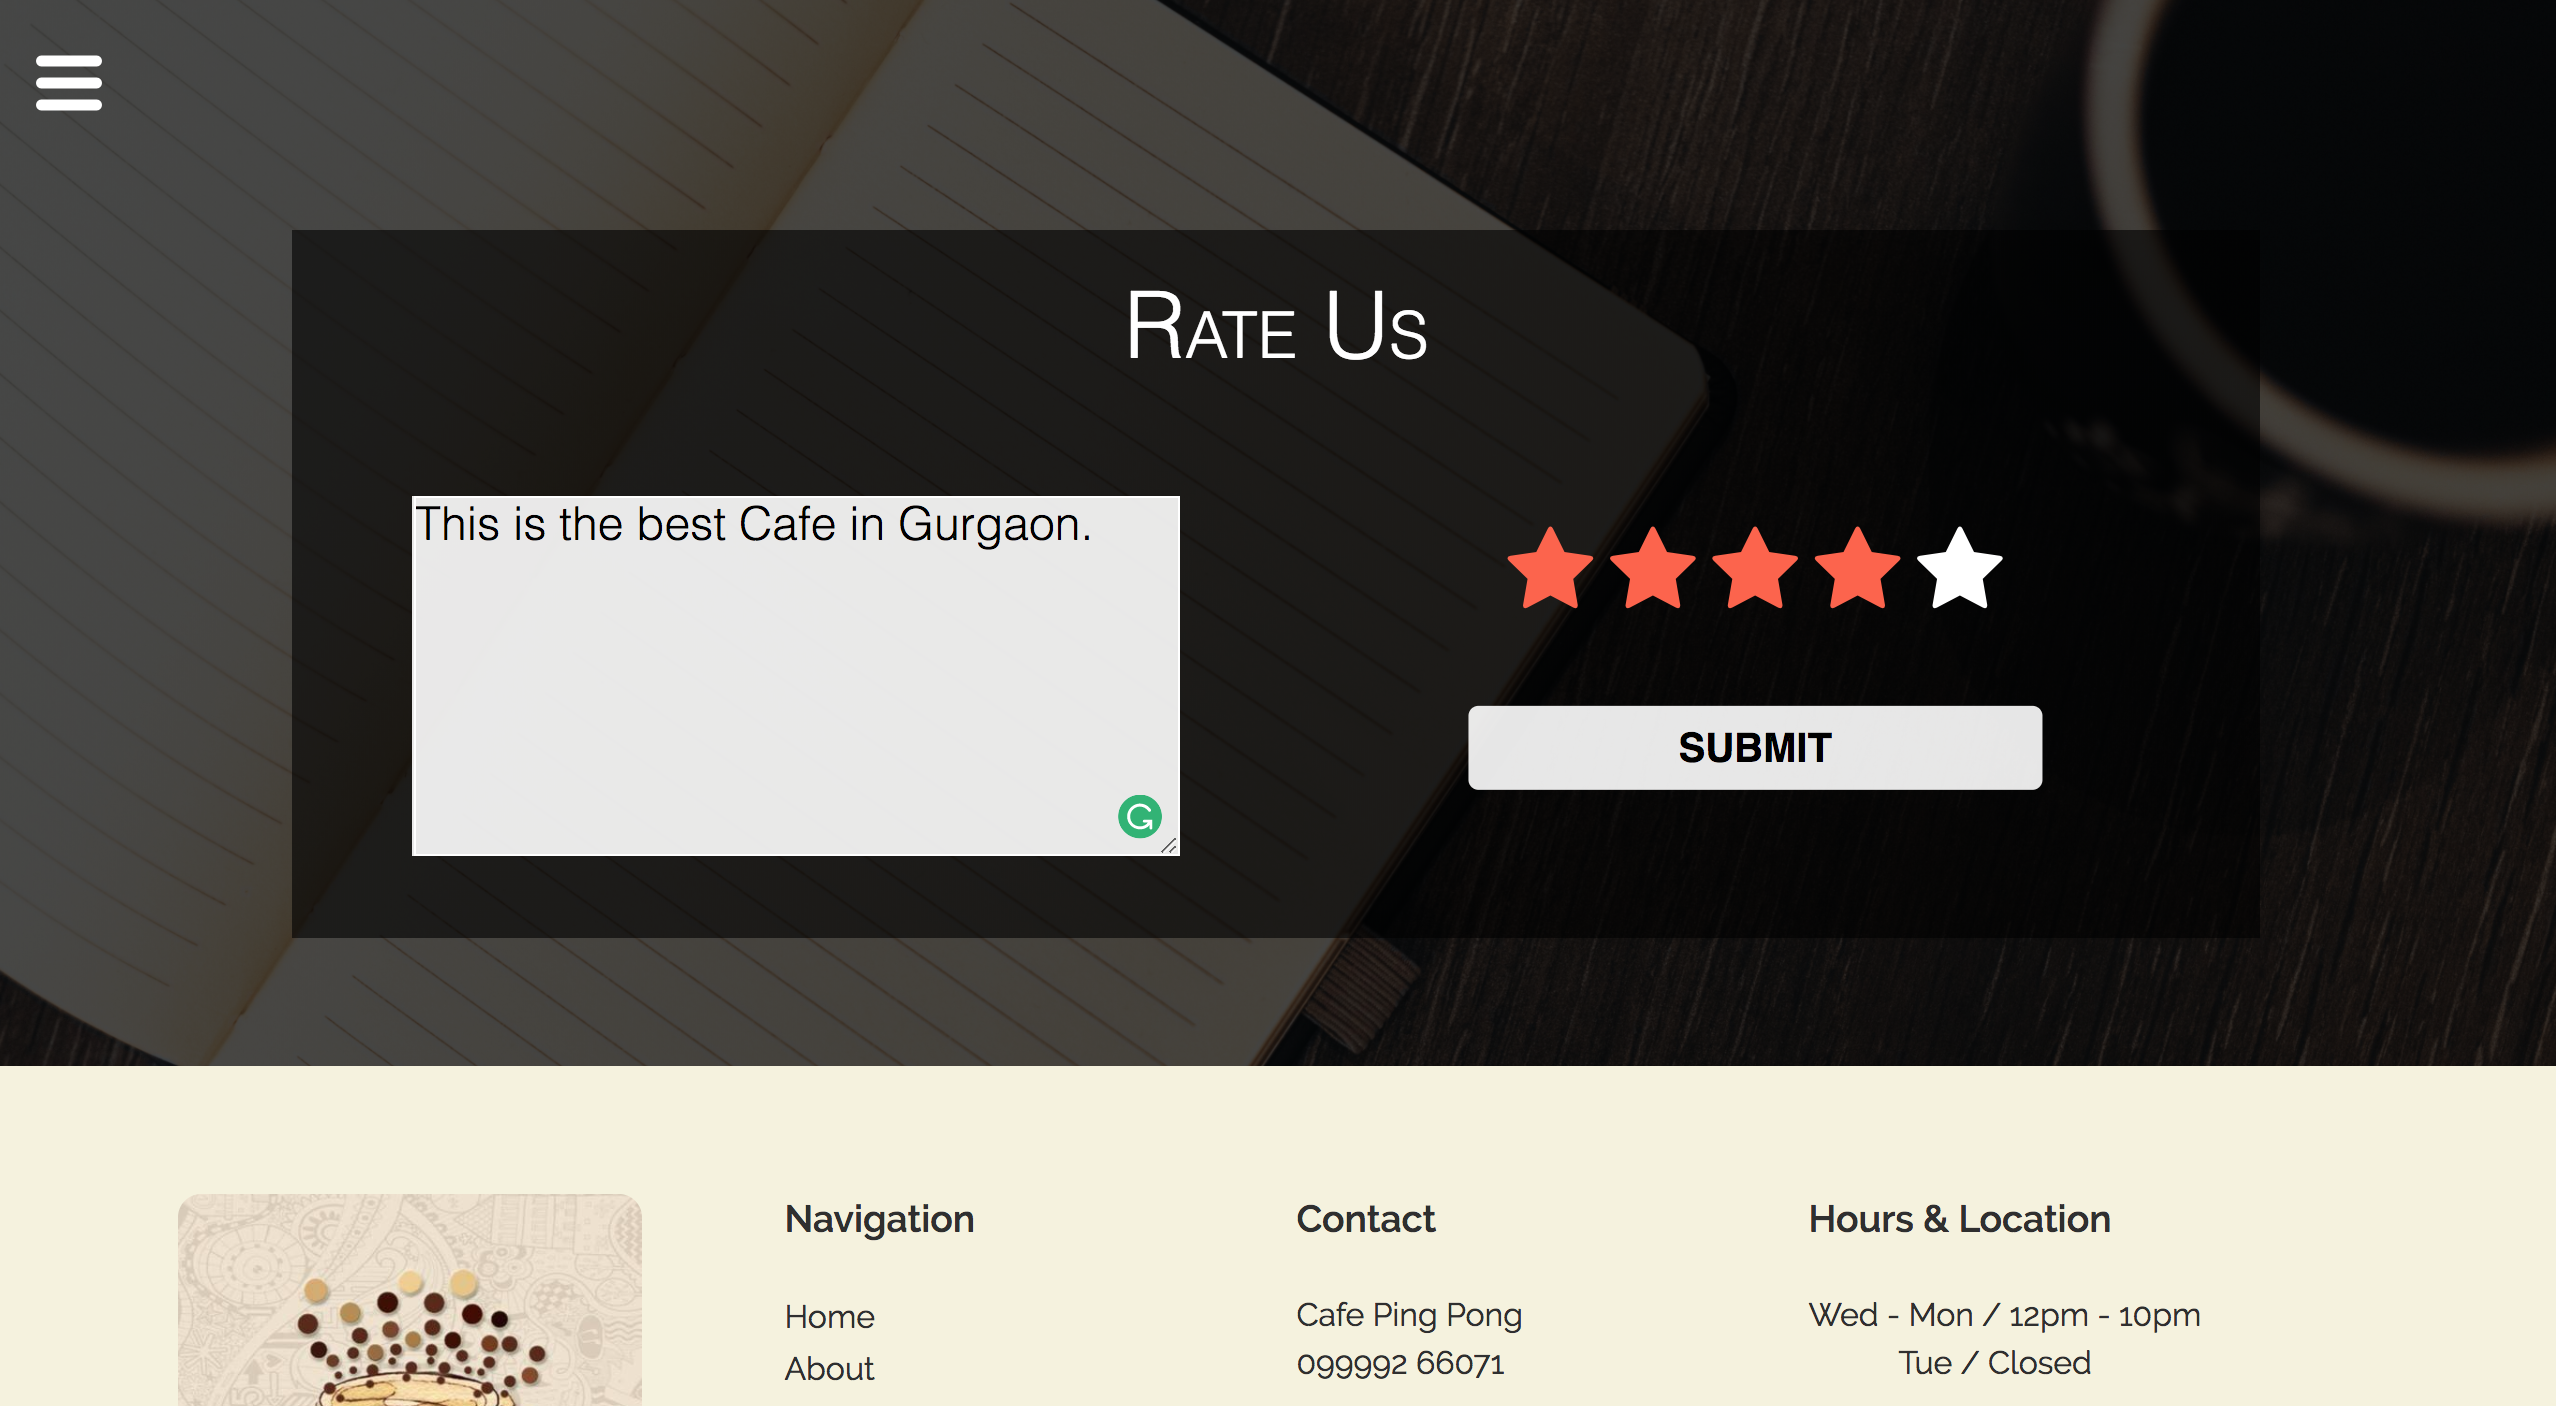 Rate Us
This is the best Cafe in Gurgaon.
SUBMIT
Navigation
Home
About
Contact
Cafe Ping Pong
099992 66071
Hours & Location
Wed - Mon / 12pm - 10pm
Tue / Closed